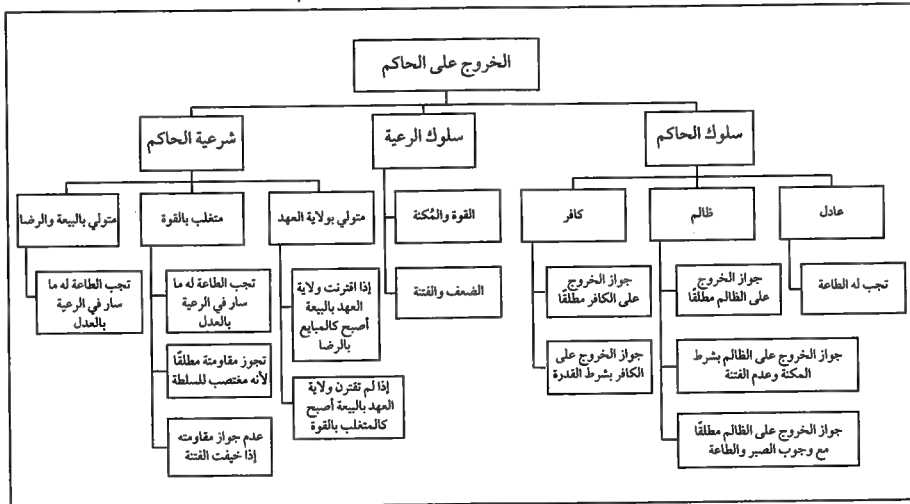 الخروج على الحاكم
سلوك الحاكم
سلوك الرعية
شرعية الحاكم
عادل
ظالم
كافر
القوة والمُكنة
متولي بولاية العهد
متغلب بالقوة
متولي بالبيعة والرضا
تجب له الطاعة
جواز الخروج
على الظالم مطلقًا
جواز الخروج
على الكافر مطلقًا
الضعف والفتنة
إذا اقترنت ولاية
العهد بالبيعة
أصبح كالمبايع
بالرضا
تجب الطاعة له ما
سار في الرعية
بالعدل
تجب الطاعة له ما
سار في الرعية
بالعدل
جواز الخروج على الظالم بشرط
المكنة وعدم الفتنة
جواز الخروج على
الكافر بشرط القدرة
تجوز مقاومتة مطلقًا
لأنه مغتصب للسلطة
جواز الخروج على الظالم مطلقًا
مع وجوب الصبر والطاعة
إذا لم تقترن ولاية
العهد بالبيعة أصبح
كالمتغلب بالقوة
عدم جواز مقاومته
إذا خيفت الفتنة